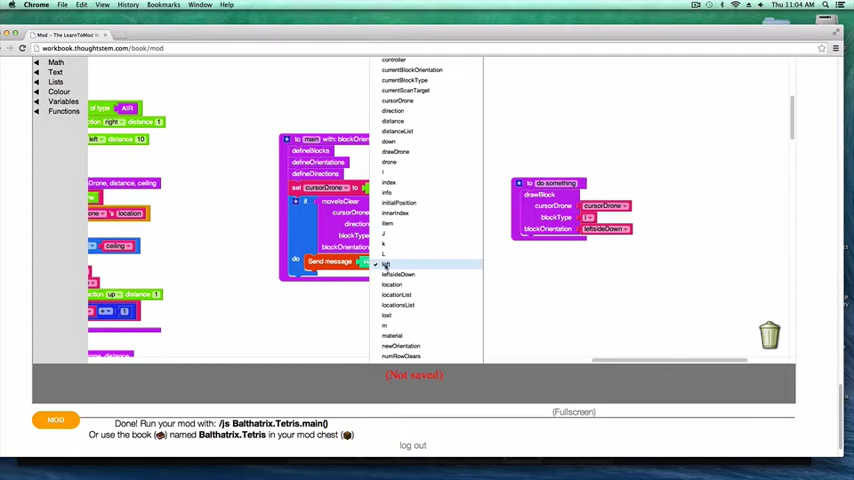 Chrome File Edit View History Bookmarks Window Help Thu 11:04 AM
Mod – The LearnToMod
workbook.thoughtstem.com/book/mod
Math
Text
Lists
Colour
Variables
Functions
of type AIR
right distance 1
left distance 10
Drone, distance, ceiling
's location
ceiling
up distance 1
+ 1
, distance
to main with: blockOrien
defineBlocks
defineOrientations
defineDirections
set cursorDrone to
if moveIsClear
cursorDrone
direction
blockType
blockOrientation
do Send message
controller
currentBlockOrientation
currentBlockType
currentScanTarget
cursorDrone
direction
distance
distanceList
down
drawDrone
drone
I
index
info
initialPosition
innerIndex
item
J
k
L
left
leftsideDown
location
locationList
locationsList
lost
m
material
newOrientation
numRowClears
to do something
drawBlock
cursorDrone cursorDrone
blockType I
blockOrientation leftsideDown
(Not saved)
(Fullscreen)
MOD
Done! Run your mod with: /js Balthatrix.Tetris.main()
Or use the book ( ) named Balthatrix.Tetris in your mod chest ( )
log out